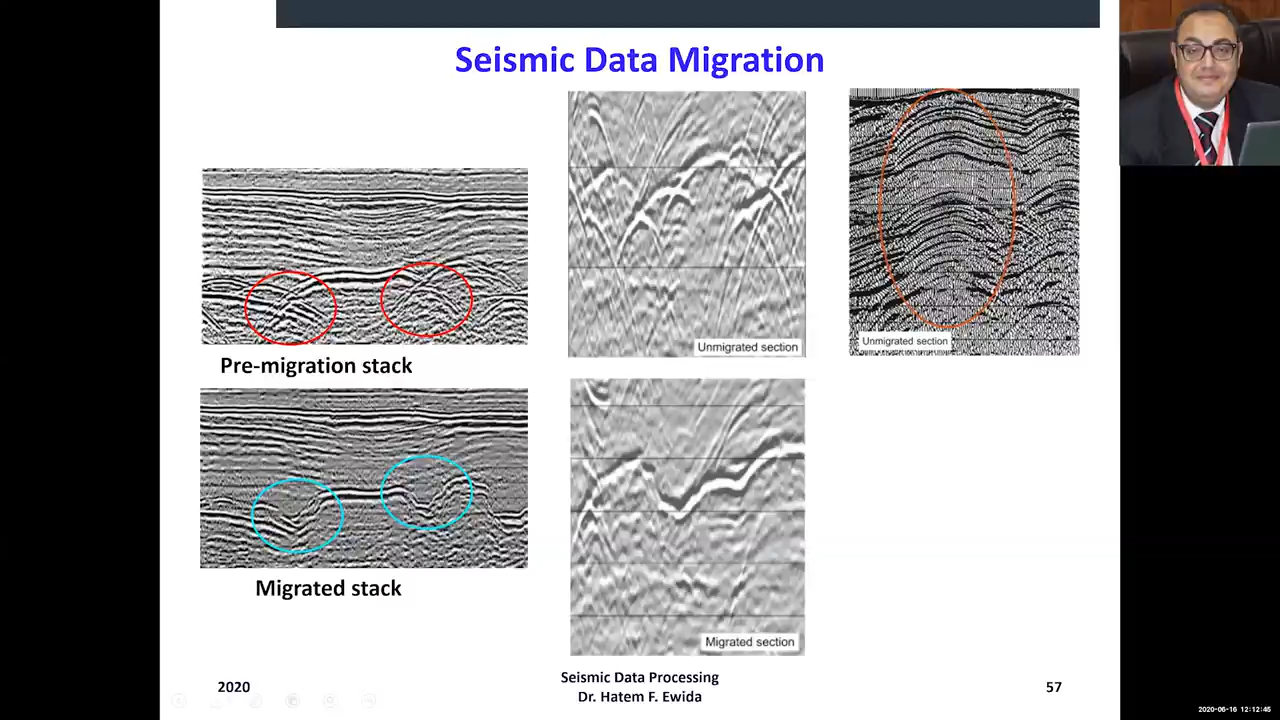 Seismic Data Migration
Unmigrated section
Unmigrated section
Pre-migration stack
Migrated stack
Migrated section
2020
Seismic Data Processing
Dr. Hatem F. Ewida
57
2020-06-16 12:12:45